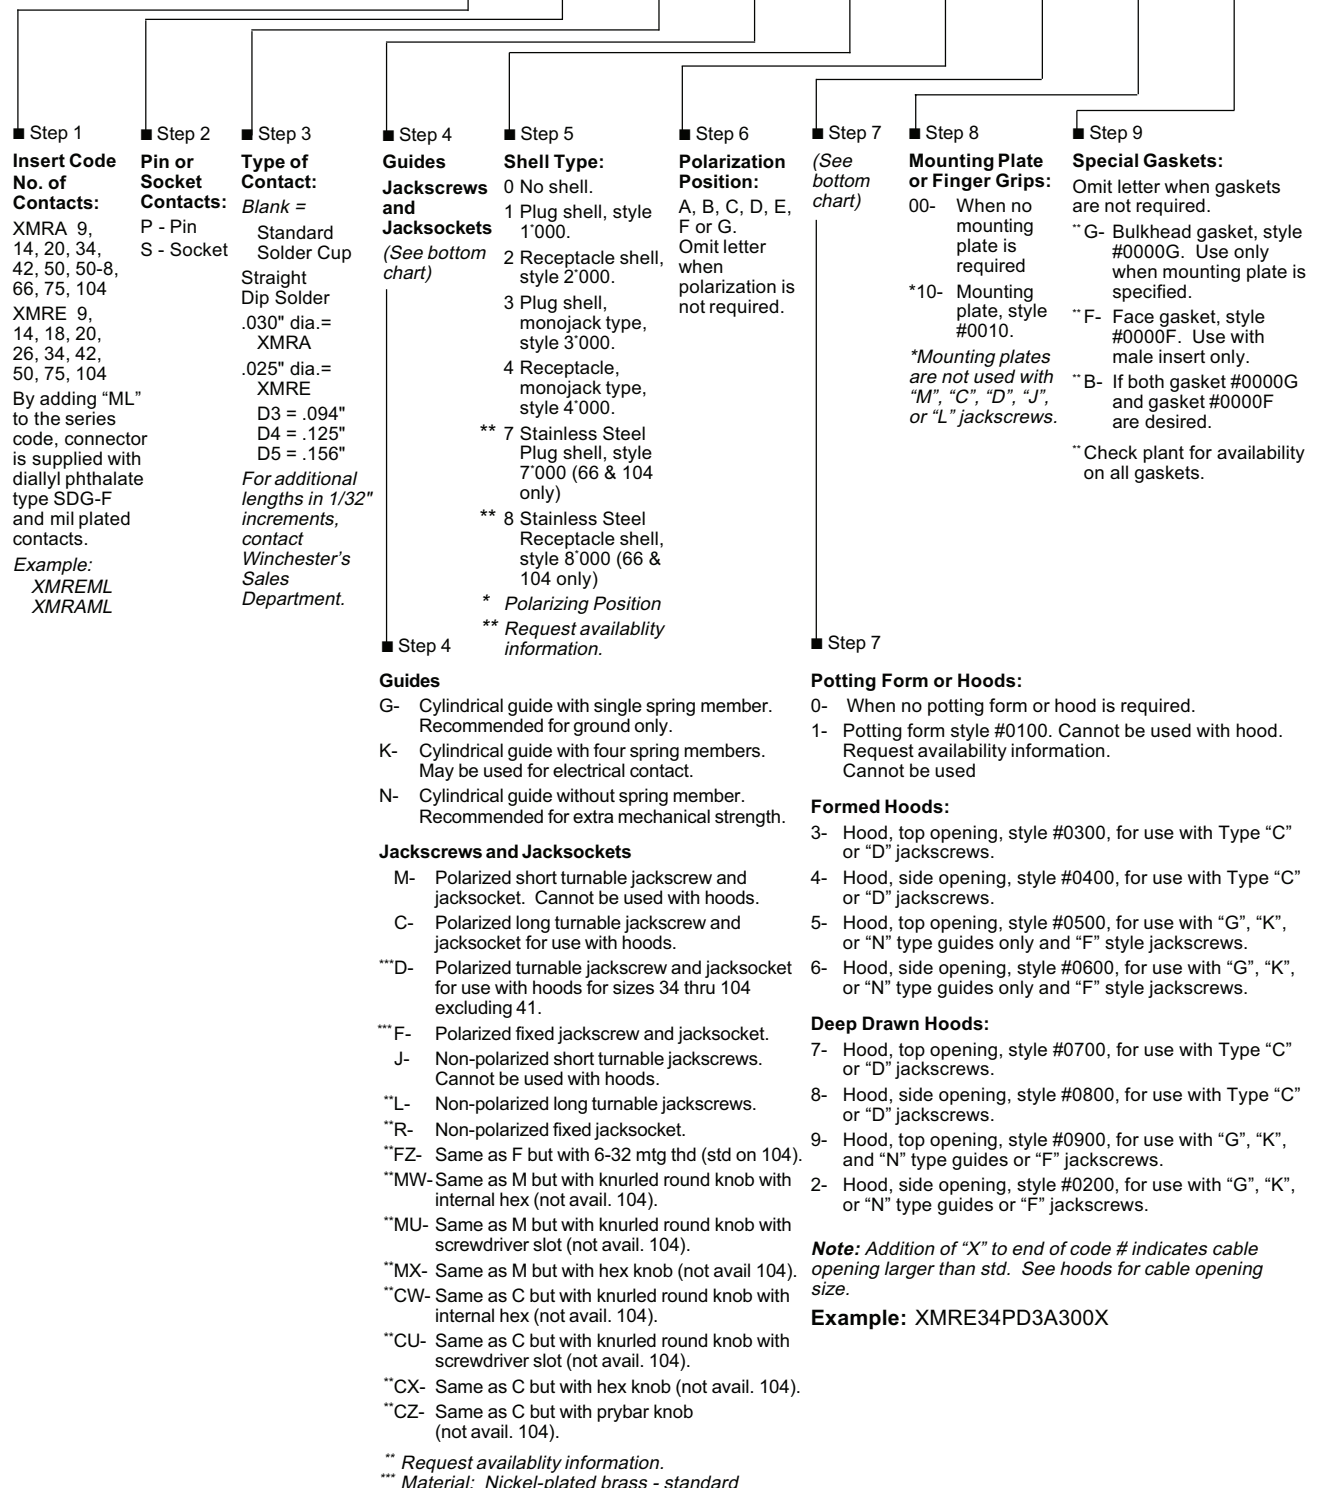 ■ Step 1
Insert Code
No. of
Contacts:
XMRA 9,
14, 20, 34,
42, 50, 50-8,
66, 75, 104
XMRE 9,
14, 18, 20,
26, 34, 42,
50, 75, 104
By adding “ML”
to the series
code, connector
is supplied with
diallyl phthalate
type SDG-F
and mil plated
contacts.
Example:
XMREML
XMRAML
■ Step 2
Pin or
Socket
Contacts:
P - Pin
S - Socket
■ Step 3
Type of
Contact:
Blank =
Standard
Solder Cup
Straight
Dip Solder
.030" dia.=
XMRA
.025" dia.=
XMRE
D3 = .094"
D4 = .125"
D5 = .156"
For additional
lengths in 1/32"
increments,
contact
Winchester’s
Sales
Department.
■ Step 4
Guides
Jackscrews
and
Jacksockets
(See bottom
chart)
■ Step 5
Shell Type:
0 No shell.
1 Plug shell, style
1*000.
2 Receptacle shell,
style 2*000.
3 Plug shell,
monojack type,
style 3*000.
4 Receptacle,
monojack type,
style 4*000.
** 7 Stainless Steel
Plug shell, style
7*000 (66 & 104
only)
** 8 Stainless Steel
Receptacle shell,
style 8*000 (66 &
104 only)
* Polarizing Position
** Request availablity
information.
■ Step 6
Polarization
Position:
A, B, C, D, E,
F or G.
Omit letter
when
polarization is
not required.
■ Step 7
(See
bottom
chart)
■ Step 8
Mounting Plate
or Finger Grips:
00- When no
mounting
plate is
required
*10- Mounting
plate, style
#0010.
*Mounting plates
are not used with
“M”, “C”, “D”, “J”,
or “L” jackscrews.
■ Step 9
Special Gaskets:
Omit letter when gaskets
are not required.
**G- Bulkhead gasket, style
#0000G. Use only
when mounting plate is
specified.
**F- Face gasket, style
#0000F. Use with
male insert only.
**B- If both gasket #0000G
and gasket #0000F
are desired.
**Check plant for availability
on all gaskets.
■ Step 4
Guides
G- Cylindrical guide with single spring member.
Recommended for ground only.
K- Cylindrical guide with four spring members.
May be used for electrical contact.
N- Cylindrical guide without spring member.
Recommended for extra mechanical strength.
Jackscrews and Jacksockets
M- Polarized short turnable jackscrew and
jacksocket. Cannot be used with hoods.
C- Polarized long turnable jackscrew and
jacksocket for use with hoods.
***D- Polarized turnable jackscrew and jacksocket
for use with hoods for sizes 34 thru 104
excluding 41.
***F- Polarized fixed jackscrew and jacksocket.
J- Non-polarized short turnable jackscrews.
Cannot be used with hoods.
**L- Non-polarized long turnable jackscrews.
**R- Non-polarized fixed jacksocket.
**FZ- Same as F but with 6-32 mtg thd (std on 104).
**MW- Same as M but with knurled round knob with
internal hex (not avail. 104).
**MU- Same as M but with knurled round knob with
screwdriver slot (not avail. 104).
**MX- Same as M but with hex knob (not avail 104).
**CW- Same as C but with knurled round knob with
internal hex (not avail. 104).
**CU- Same as C but with knurled round knob with
screwdriver slot (not avail. 104).
**CX- Same as C but with hex knob (not avail. 104).
**CZ- Same as C but with prybar knob
(not avail. 104).
** Request availablity information.
*** Material: Nickel-plated brass - standard
■ Step 7
Potting Form or Hoods:
0- When no potting form or hood is required.
1- Potting form style #0100. Cannot be used with hood.
Request availability information.
Cannot be used
Formed Hoods:
3- Hood, top opening, style #0300, for use with Type “C”
or “D” jackscrews.
4- Hood, side opening, style #0400, for use with Type “C”
or “D” jackscrews.
5- Hood, top opening, style #0500, for use with “G”, “K”,
or “N” type guides only and “F” style jackscrews.
6- Hood, side opening, style #0600, for use with “G”, “K”,
or “N” type guides only and “F” style jackscrews.
Deep Drawn Hoods:
7- Hood, top opening, style #0700, for use with Type “C”
or “D” jackscrews.
8- Hood, side opening, style #0800, for use with Type “C”
or “D” jackscrews.
9- Hood, top opening, style #0900, for use with “G”, “K”,
and “N” type guides or “F” jackscrews.
2- Hood, side opening, style #0200, for use with “G”, “K”,
or “N” type guides or “F” jackscrews.
Note: Addition of “X” to end of code # indicates cable
opening larger than std. See hoods for cable opening
size.
Example: XMRE34PD3A300X